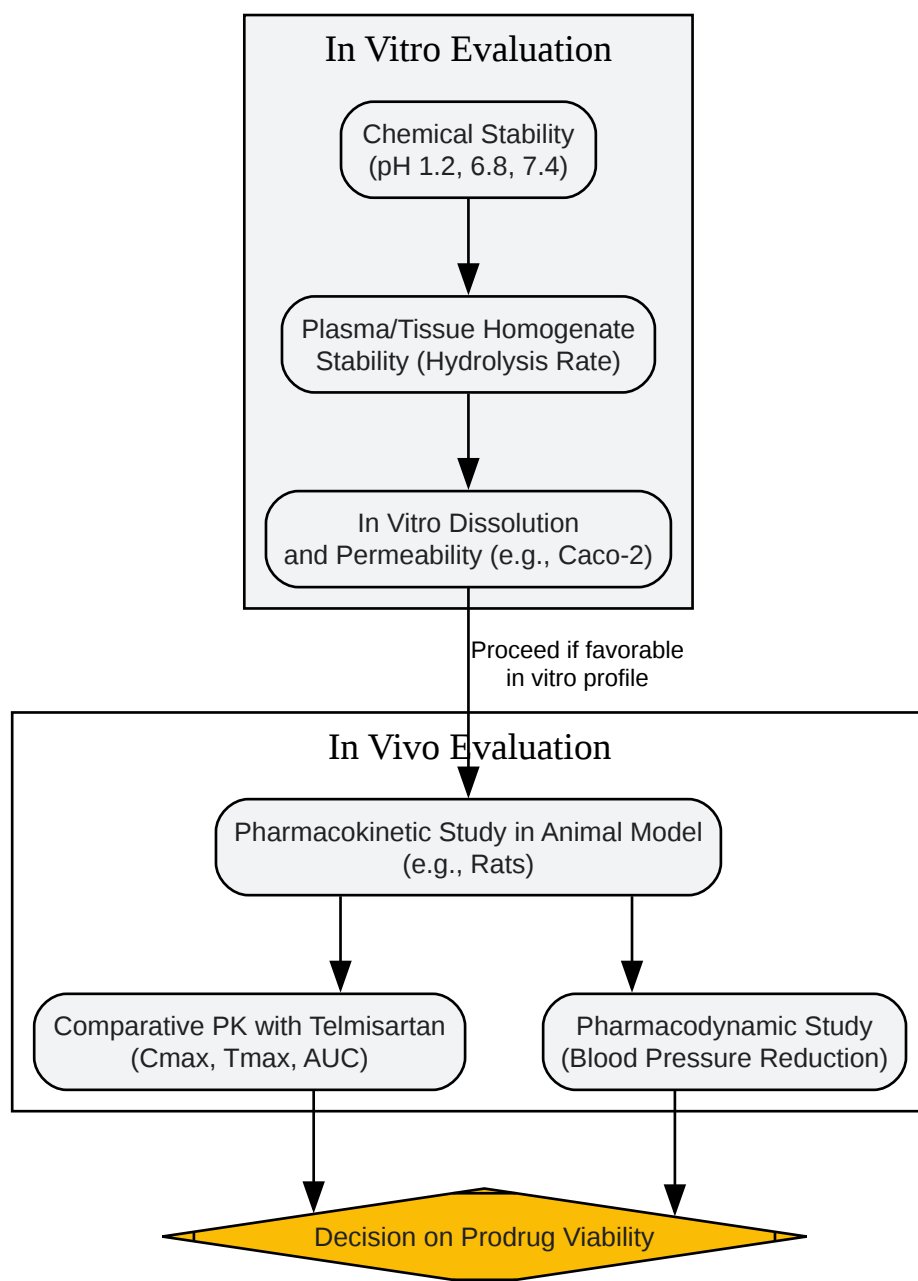 In Vitro Evaluation
Chemical Stability
(pH 1.2, 6.8, 7.4)
Plasma/Tissue Homogenate
Stability (Hydrolysis Rate)
In Vitro Dissolution
and Permeability (e.g., Caco-2)
Proceed if favorable
in vitro profile
In Vivo Evaluation
Pharmacokinetic Study in Animal Model
(e.g., Rats)
Comparative PK with Telmisartan
(Cmax, Tmax, AUC)
Pharmacodynamic Study
(Blood Pressure Reduction)
Decision on Prodrug Viability